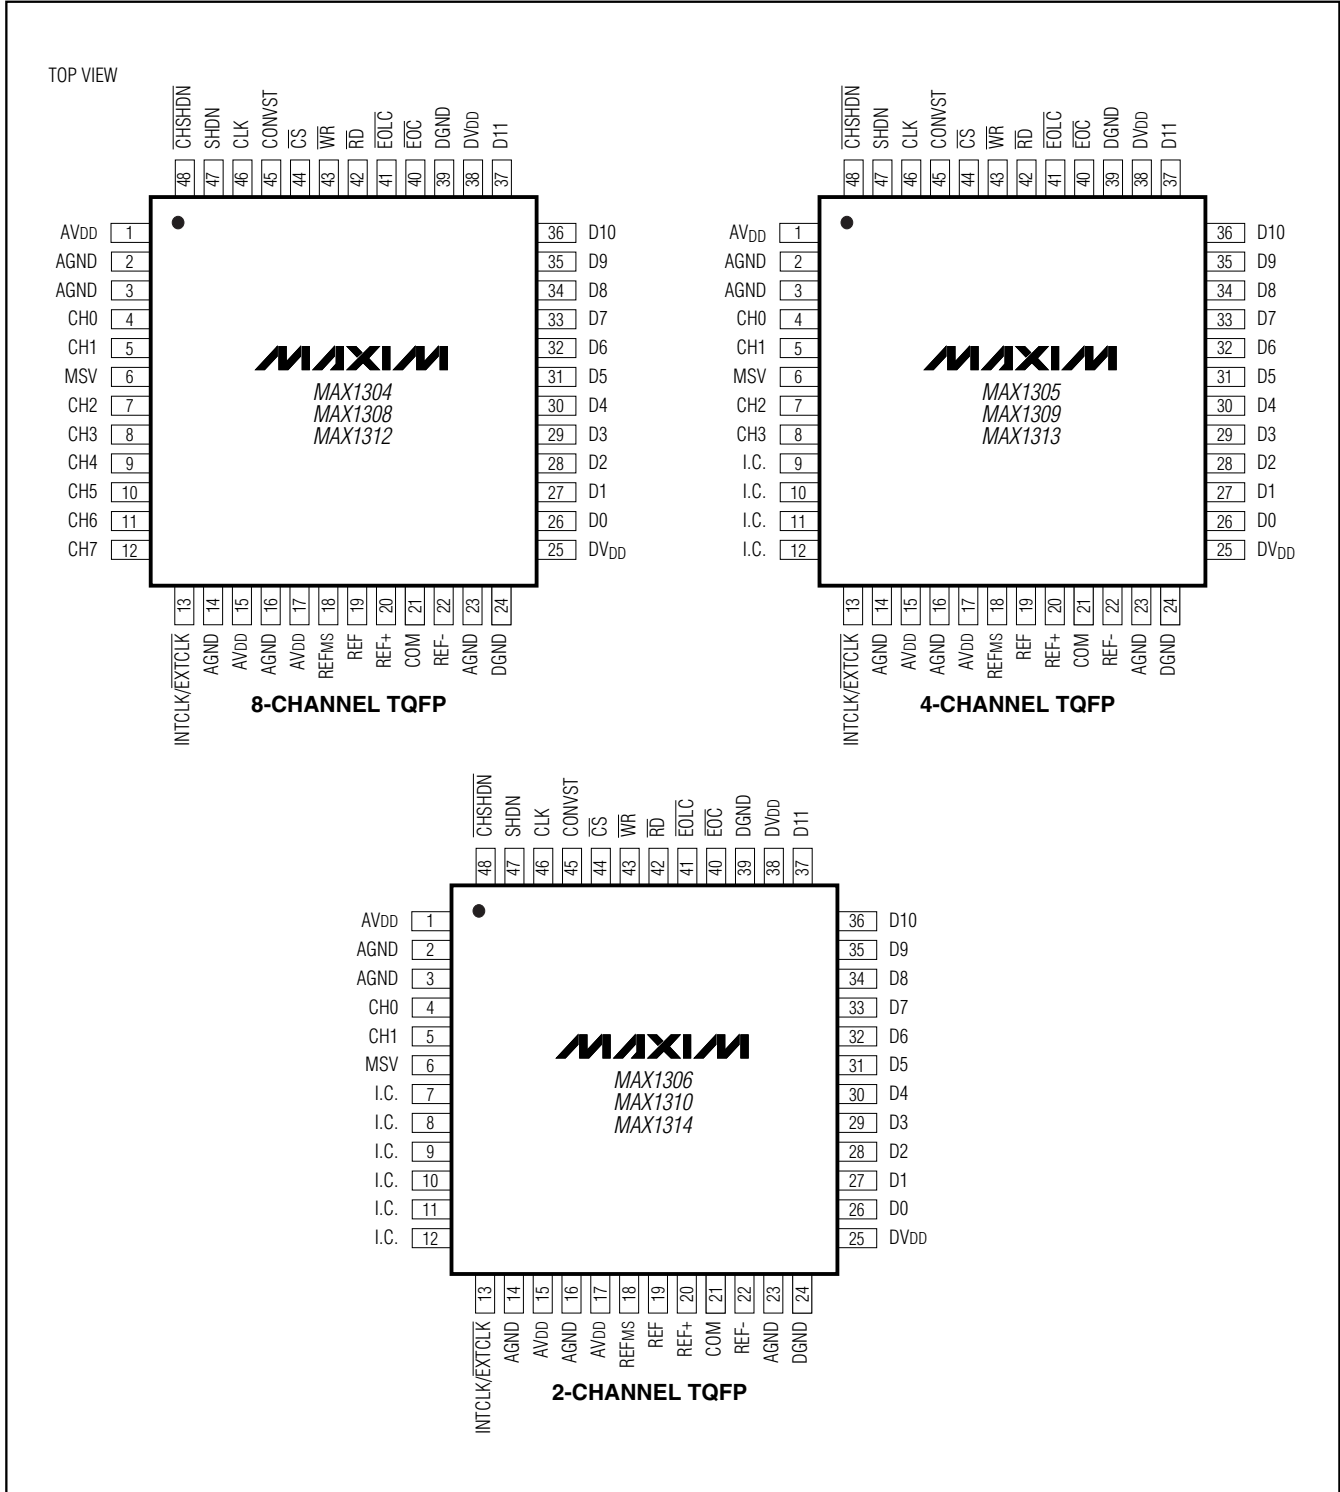 TOP VIEW
CHSHDN SHDN CLK CONVST CS WR RD EOLC EOC DGND DVDD D11
48 47 46 45 44 43 42 41 40 39 38 37
AVDD 1
AGND 2
AGND 3
CH0 4
CH1 5
MSV 6
CH2 7
CH3 8
CH4 9
CH5 10
CH6 11
CH7 12
MAXIM
MAX1304
MAX1308
MAX1312
36 D10
35 D9
34 D8
33 D7
32 D6
31 D5
30 D4
29 D3
28 D2
27 D1
26 D0
25 DVDD
13 14 15 16 17 18 19 20 21 22 23 24
INTCLK/EXTCLK AGND AVDD AGND AVDD REFMS REF REF+ COM REF- AGND DGND
8-CHANNEL TQFP
CHSHDN SHDN CLK CONVST CS WR RD EOLC EOC DGND DVDD D11
48 47 46 45 44 43 42 41 40 39 38 37
AVDD 1
AGND 2
AGND 3
CH0 4
CH1 5
MSV 6
CH2 7
CH3 8
I.C. 9
I.C. 10
I.C. 11
I.C. 12
MAXIM
MAX1305
MAX1309
MAX1313
36 D10
35 D9
34 D8
33 D7
32 D6
31 D5
30 D4
29 D3
28 D2
27 D1
26 D0
25 DVDD
13 14 15 16 17 18 19 20 21 22 23 24
INTCLK/EXTCLK AGND AVDD AGND AVDD REFMS REF REF+ COM REF- AGND DGND
4-CHANNEL TQFP
CHSHDN SHDN CLK CONVST CS WR RD EOLC EOC DGND DVDD D11
48 47 46 45 44 43 42 41 40 39 38 37
AVDD 1
AGND 2
AGND 3
CH0 4
CH1 5
MSV 6
I.C. 7
I.C. 8
I.C. 9
I.C. 10
I.C. 11
I.C. 12
MAXIM
MAX1306
MAX1310
MAX1314
36 D10
35 D9
34 D8
33 D7
32 D6
31 D5
30 D4
29 D3
28 D2
27 D1
26 D0
25 DVDD
13 14 15 16 17 18 19 20 21 22 23 24
INTCLK/EXTCLK AGND AVDD AGND AVDD REFMS REF REF+ COM REF- AGND DGND
2-CHANNEL TQFP